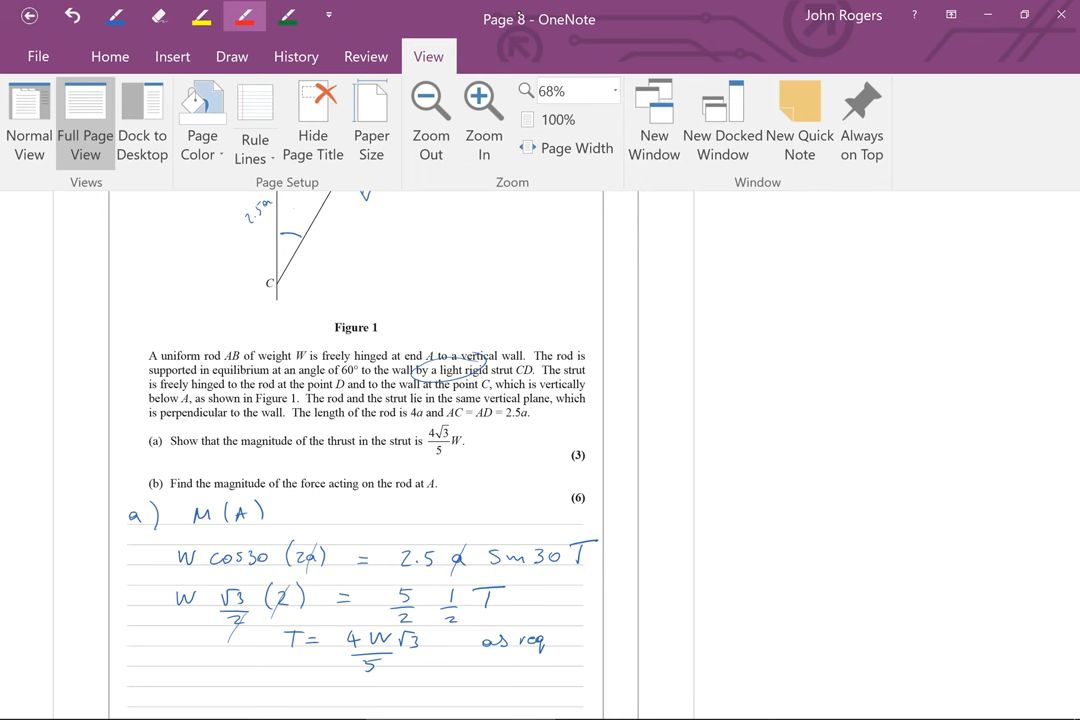 Page 8 - OneNote
John Rogers
?
File Home Insert Draw History Review View
Normal View
Full Page View
Dock to Desktop
Page Color
Rule Lines
Hide Page Title
Paper Size
Zoom Out
Zoom In
68%
100%
Page Width
New Window
New Docked Window
New Quick Note
Always on Top
Views
Page Setup
Zoom
Window
2.5a
C
Figure 1
A uniform rod AB of weight W is freely hinged at end A to a vertical wall. The rod is
supported in equilibrium at an angle of 60° to the wall by a light rigid strut CD. The strut
is freely hinged to the rod at the point D and to the wall at the point C, which is vertically
below A, as shown in Figure 1. The rod and the strut lie in the same vertical plane, which
is perpendicular to the wall. The length of the rod is 4a and AC = AD = 2.5a.
(a) Show that the magnitude of the thrust in the strut is 4√3/5 W.
(3)
(b) Find the magnitude of the force acting on the rod at A.
(6)
a) M(A)
W cos30 (2a) = 2.5 a Sin 30 T
W √3/2 (2) = 5/2 1/2 T
T = 4W√3/5 as req